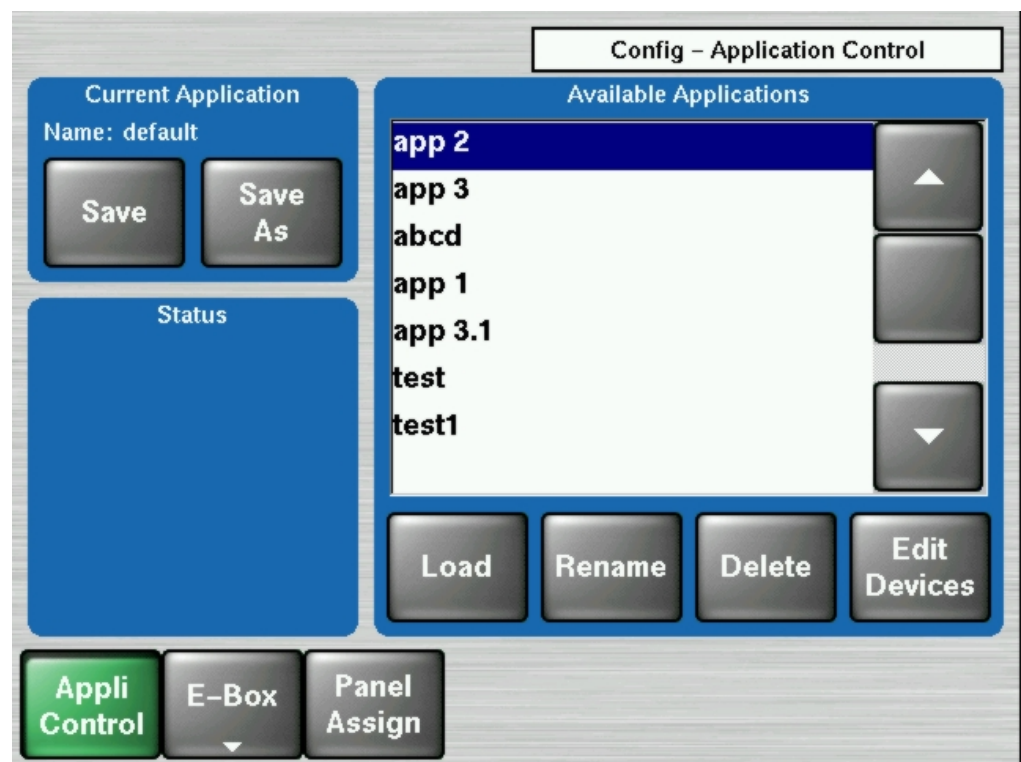 Config – Application Control
Current Application
Name: default
Save
Save
As
Status
Available Applications
app 2
app 3
abcd
app 1
app 3.1
test
test1
Load
Rename
Delete
Edit
Devices
Appli
Control
E–Box
Panel
Assign